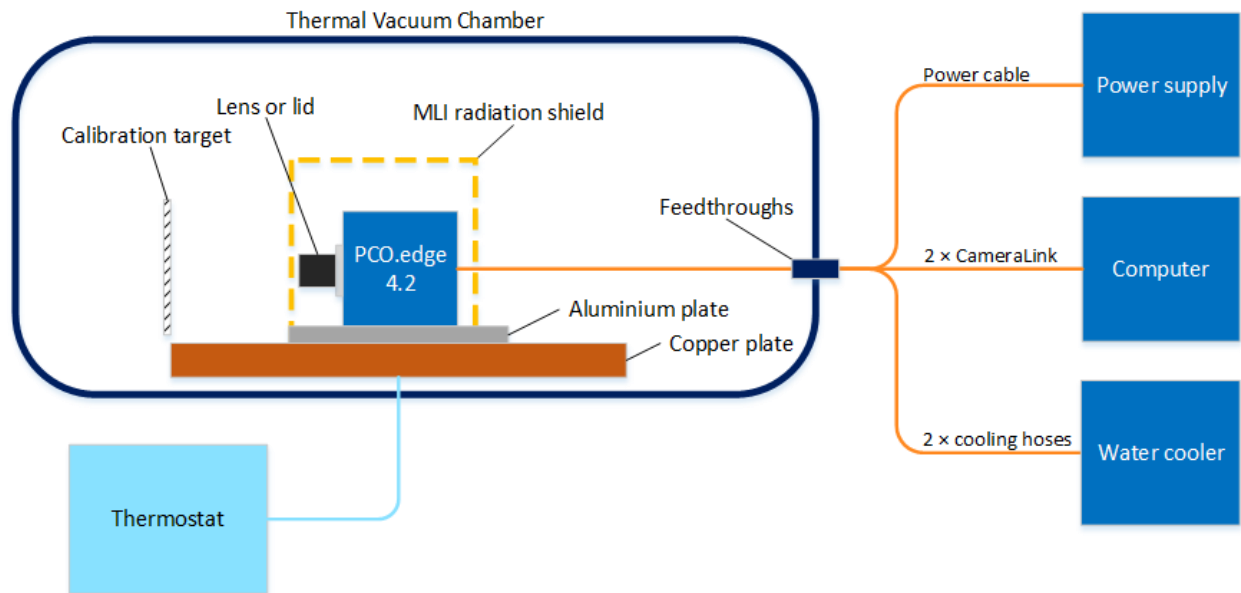 Thermal Vacuum Chamber
Power cable
Power supply
Lens or lid
MLI radiation shield
Calibration target
Feedthroughs
PCO.edge
4.2
2 × CameraLink
Computer
Aluminium plate
Copper plate
2 × cooling hoses
Water cooler
Thermostat